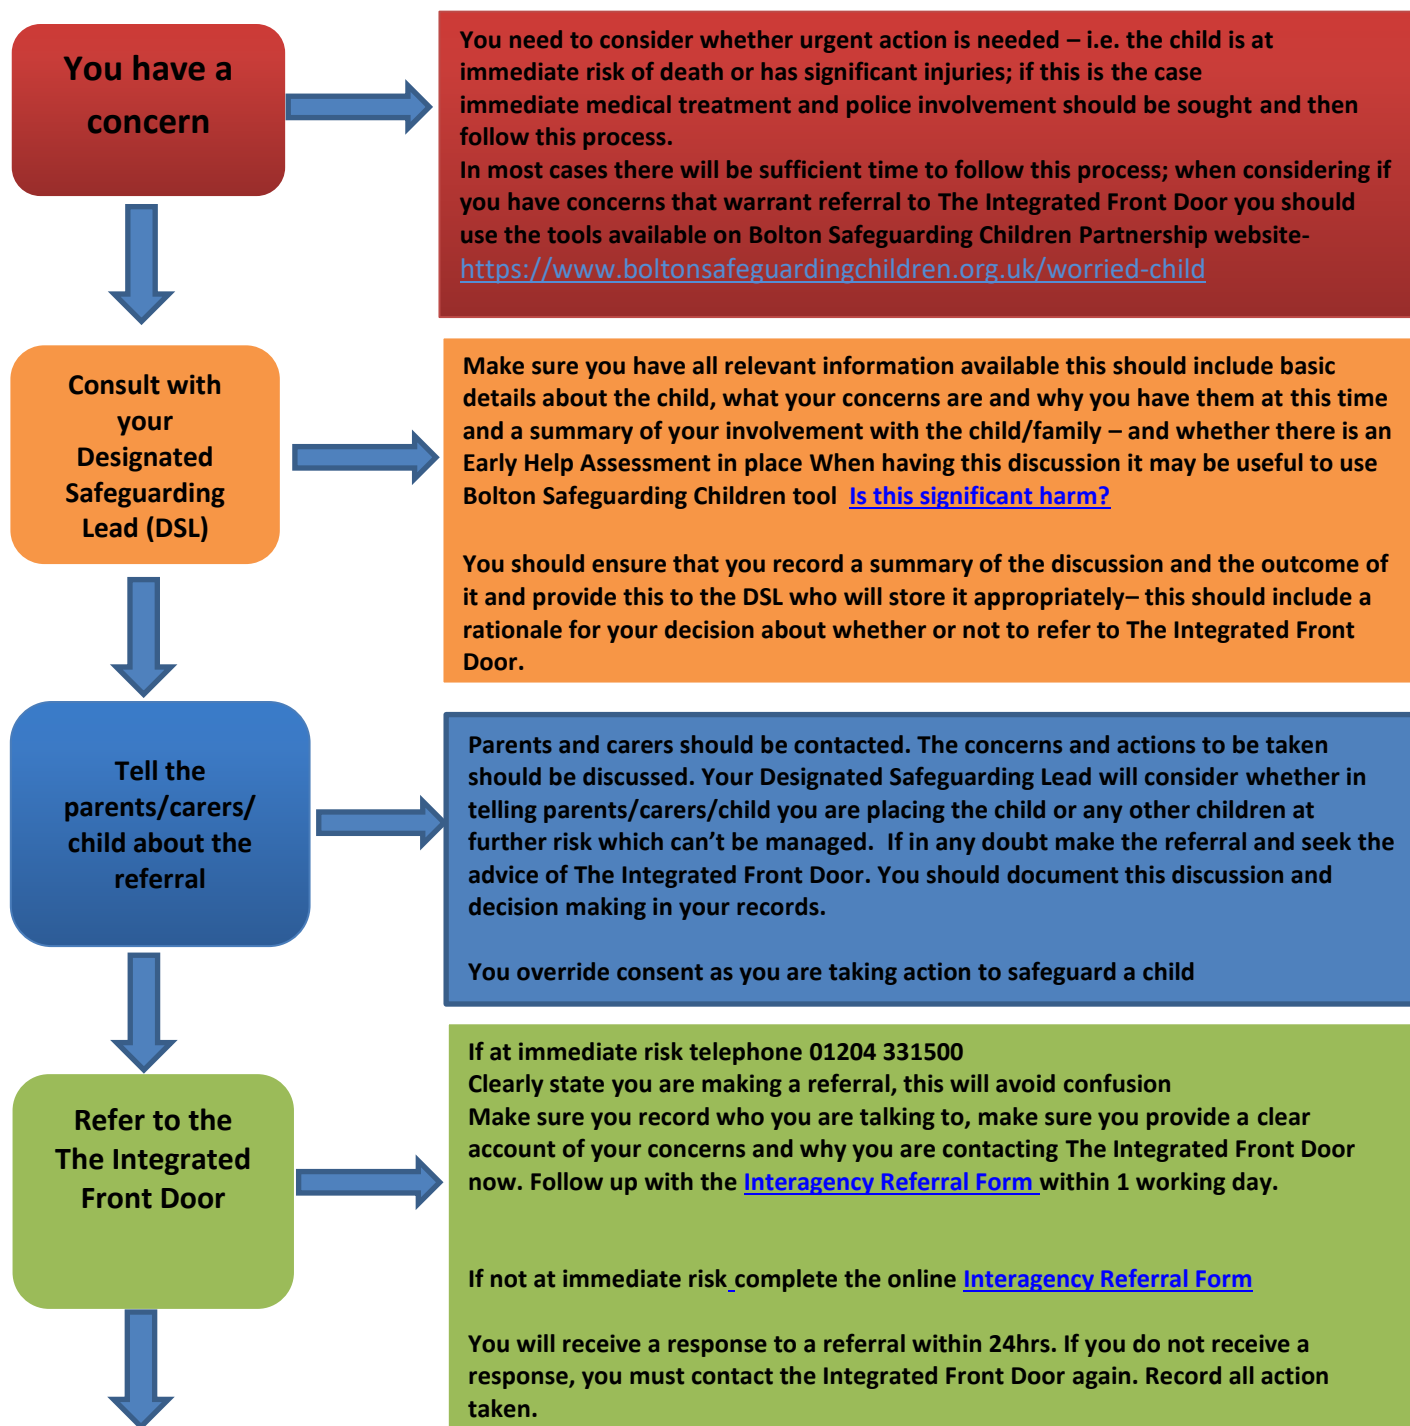 You have a
concern
You need to consider whether urgent action is needed – i.e. the child is at
immediate risk of death or has significant injuries; if this is the case
immediate medical treatment and police involvement should be sought and then
follow this process.
In most cases there will be sufficient time to follow this process; when considering if
you have concerns that warrant referral to The Integrated Front Door you should
use the tools available on Bolton Safeguarding Children Partnership website-
https://www.boltonsafeguardingchildren.org.uk/worried-child
Consult with
your
Designated
Safeguarding
Lead (DSL)
Make sure you have all relevant information available this should include basic
details about the child, what your concerns are and why you have them at this time
and a summary of your involvement with the child/family – and whether there is an
Early Help Assessment in place When having this discussion it may be useful to use
Bolton Safeguarding Children tool  Is this significant harm?
You should ensure that you record a summary of the discussion and the outcome of
it and provide this to the DSL who will store it appropriately– this should include a
rationale for your decision about whether or not to refer to The Integrated Front
Door.
Tell the
parents/carers/
child about the
referral
Parents and carers should be contacted. The concerns and actions to be taken
should be discussed. Your Designated Safeguarding Lead will consider whether in
telling parents/carers/child you are placing the child or any other children at
further risk which can’t be managed.  If in any doubt make the referral and seek the
advice of The Integrated Front Door. You should document this discussion and
decision making in your records.
You override consent as you are taking action to safeguard a child
Refer to the
The Integrated
Front Door
If at immediate risk telephone 01204 331500
Clearly state you are making a referral, this will avoid confusion
Make sure you record who you are talking to, make sure you provide a clear
account of your concerns and why you are contacting The Integrated Front Door
now. Follow up with the Interagency Referral Form within 1 working day.
If not at immediate risk complete the online Interagency Referral Form
You will receive a response to a referral within 24hrs. If you do not receive a
response, you must contact the Integrated Front Door again. Record all action
taken.